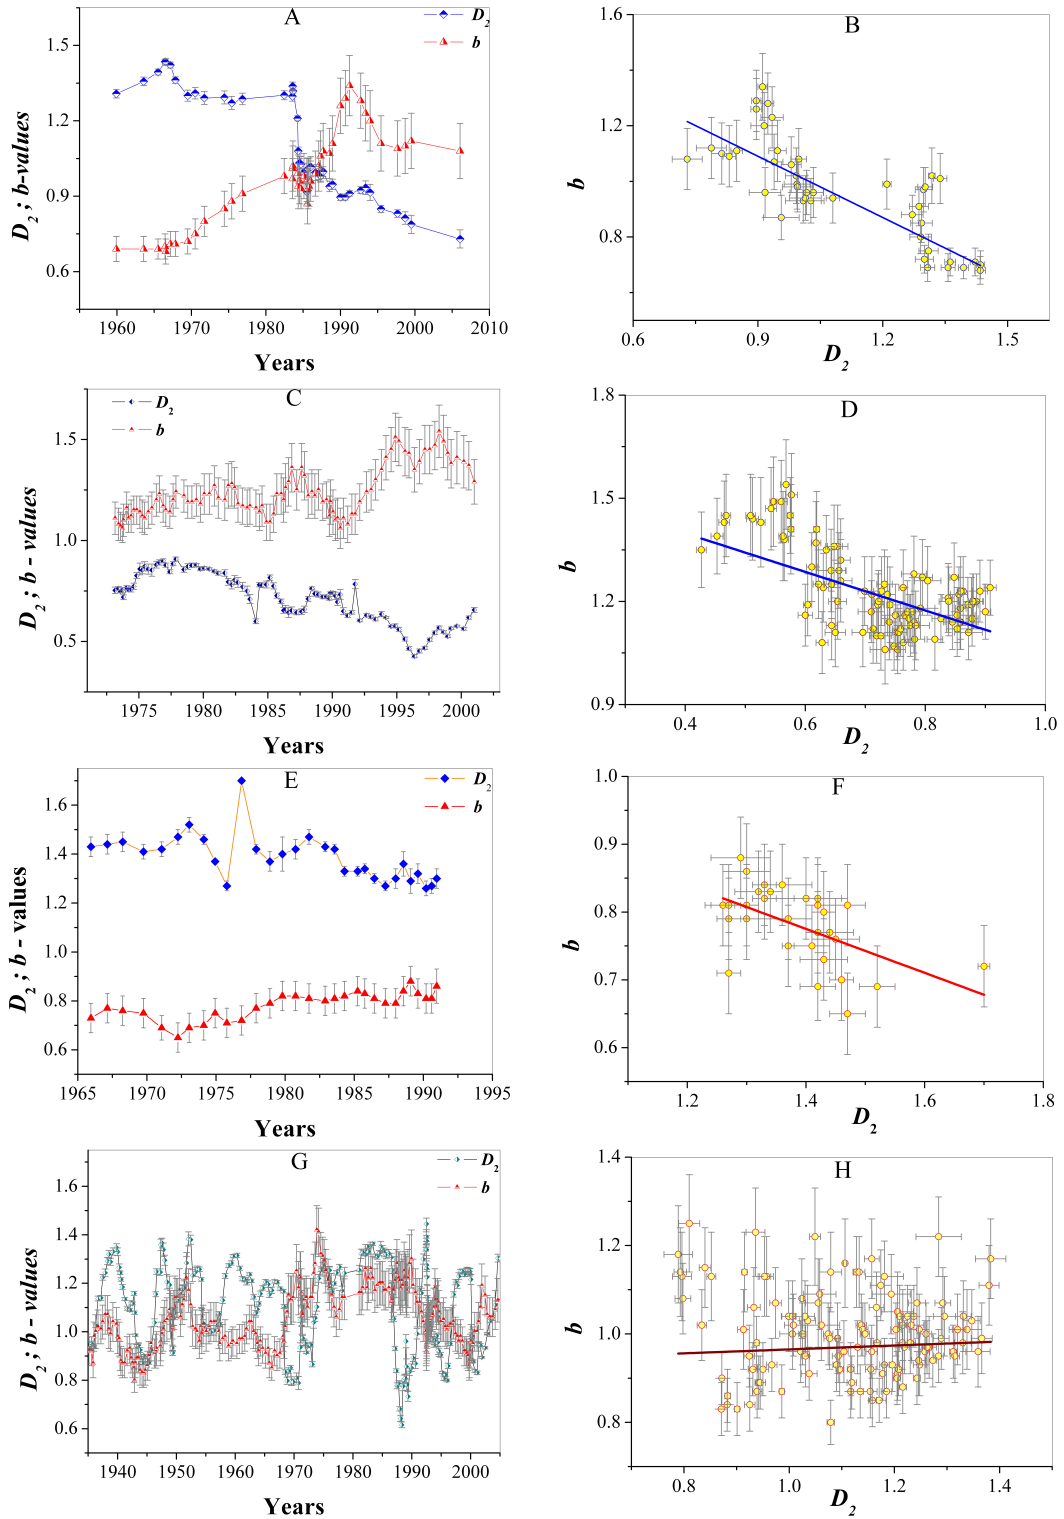 A
D2
b
1.5
1.2
0.9
0.6
D2 ; b-values
1960 1970 1980 1990 2000 2010
Years
B
1.6
1.2
0.8
b
0.6 0.9 1.2 1.5
D2
C
D2
b
1.5
1.0
0.5
D2 ; b - values
1975 1980 1985 1990 1995 2000
Years
D
1.8
1.5
1.2
0.9
b
0.4 0.6 0.8 1.0
D2
E
D2
b
1.6
1.4
1.2
1.0
0.8
0.6
D2 ; b - values
1965 1970 1975 1980 1985 1990 1995
Years
F
1.0
0.9
0.8
0.7
0.6
b
1.2 1.4 1.6 1.8
D2
G
D2
b
1.6
1.4
1.2
1.0
0.8
0.6
D2 ; b - values
1940 1950 1960 1970 1980 1990 2000
Years
H
1.4
1.2
1.0
0.8
b
0.8 1.0 1.2 1.4
D2